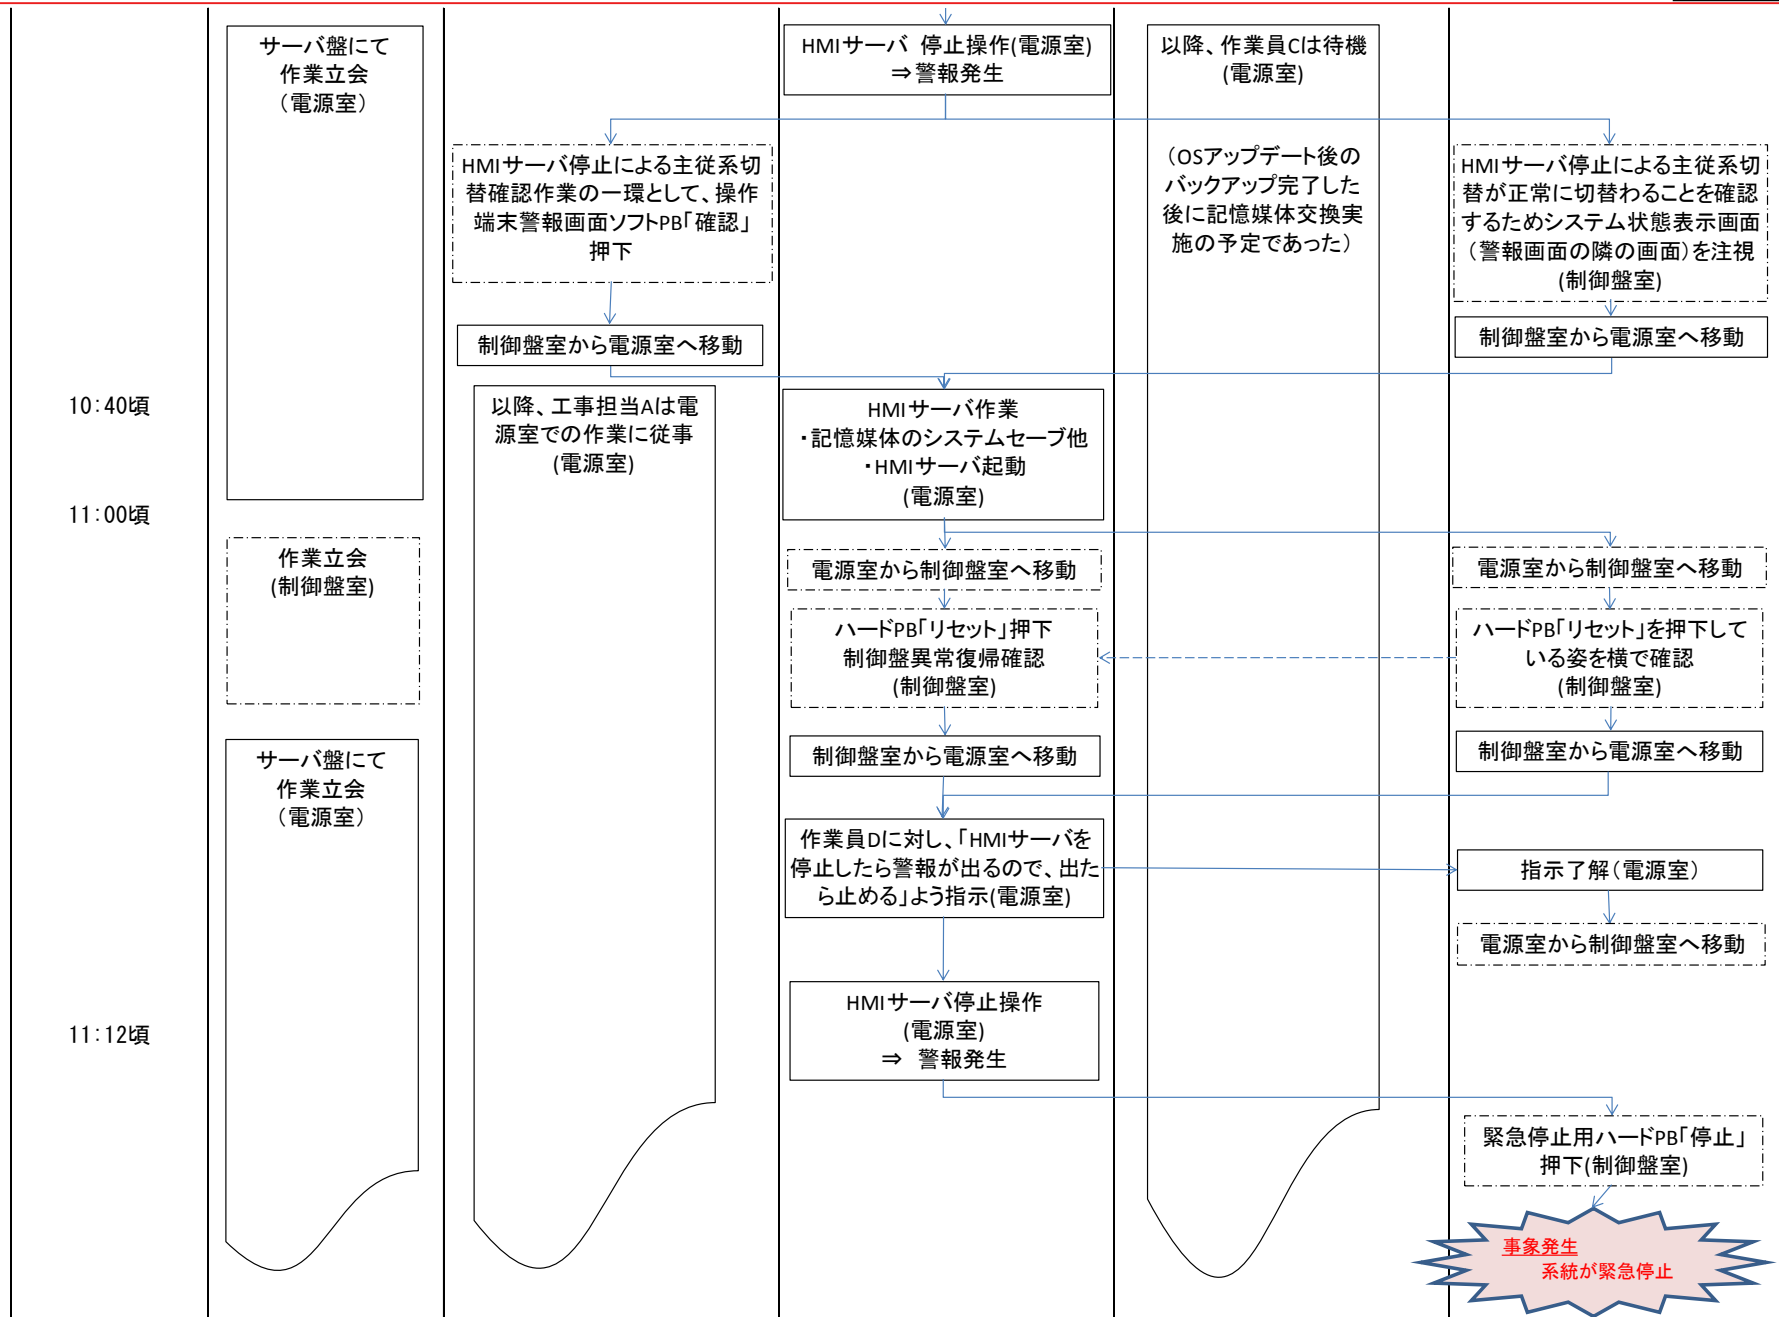 サーバ盤にて
作業立会
（電源室）
HMIサーバ 停止操作(電源室)
⇒警報発生
以降、作業員Cは待機
(電源室)
（OSアップデート後の
バックアップ完了した
後に記憶媒体交換実
施の予定であった）
HMIサーバ停止による主従系切
替確認作業の一環として、操作
端末警報画面ソフトPB「確認」
押下
HMIサーバ停止による主従系切
替が正常に切替わることを確認
するためシステム状態表示画面
（警報画面の隣の画面）を注視
(制御盤室)
制御盤室から電源室へ移動
制御盤室から電源室へ移動
10:40頃
以降、工事担当Aは電
源室での作業に従事
(電源室)
HMIサーバ作業
・記憶媒体のシステムセーブ他
・HMIサーバ起動
(電源室)
11:00頃
作業立会
(制御盤室)
電源室から制御盤室へ移動
電源室から制御盤室へ移動
ハードPB「リセット」押下
制御盤異常復帰確認
(制御盤室)
ハードPB「リセット」を押下して
いる姿を横で確認
(制御盤室)
サーバ盤にて
作業立会
（電源室）
制御盤室から電源室へ移動
制御盤室から電源室へ移動
作業員Dに対し、「HMIサーバを
停止したら警報が出るので、出た
ら止める」よう指示(電源室)
指示了解（電源室）
電源室から制御盤室へ移動
11:12頃
HMIサーバ停止操作
(電源室)
⇒ 警報発生
緊急停止用ハードPB「停止」
押下(制御盤室)
事象発生
系統が緊急停止